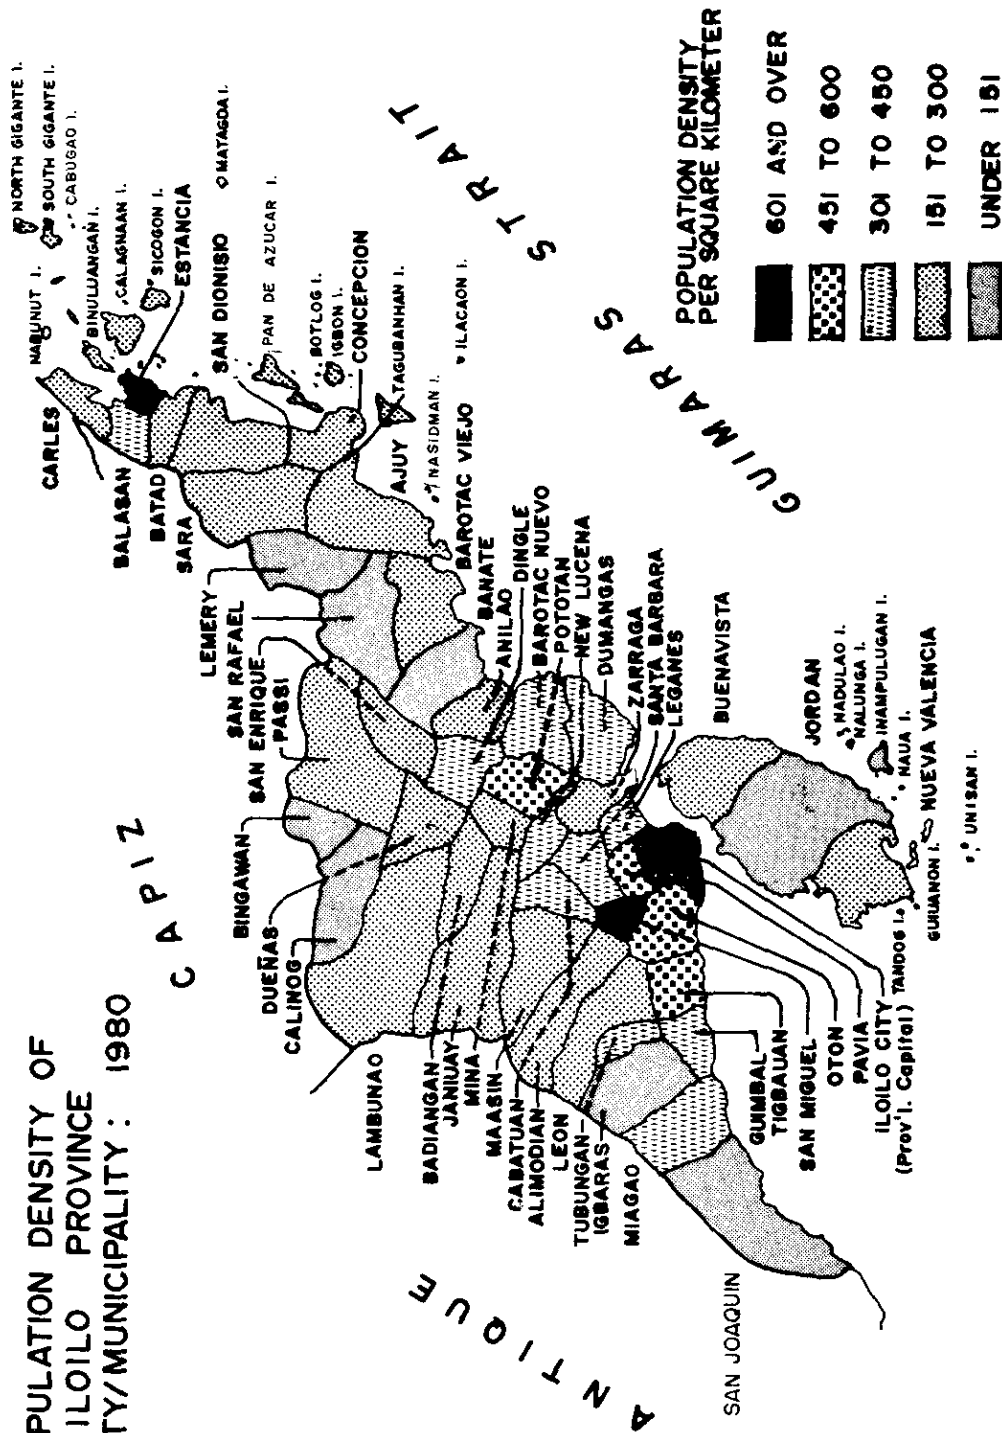 PULATION DENSITY OF
ILOILO PROVINCE
TY/MUNICIPALITY: 1980
CAPIZ
ANTIQUE
GUIMARAS STRAIT
NORTH GIGANTE I.
SOUTH GIGANTE I.
CABUGAO I.
NABUNUT I.
BINULUANGAN I.
CALAGNAAN I.
SICOGON I.
ESTANCIA
MATAGDA I.
SAN DIONISIO
PAN DE AZUCAR I.
BOTLOG I.
IGBON I.
CONCEPCION
TAGUBANHAN I.
ILACAON I.
CARLES
BALASAN
BATAD
SARA
AJUY
NASIDMAN I.
BAROTAC VIEJO
LEMERY
SAN RAFAEL
SAN ENRIQUE
PASSI
BANATE
ANILAO
DINGLE
BAROTAC NUEVO
POTOTAN
NEW LUCENA
DUMANGAS
ZARRAGA
SANTA BARBARA
LEGANES
BINGAWAN
DUEÑAS
CALINOG
LAMBUNAO
BADIANGAN
JANIUAY
MINA
MAASIN
CABATUAN
ALIMODIAN
LEON
TUBUNGAN
IGBARAS
MIAGAO
SAN JOAQUIN
GUIMBAL
TIGBAUAN
SAN MIGUEL
OTON
PAVIA
ILOILO CITY
(Prov'l. Capital)
BUENAVISTA
JORDAN
NADULAO I.
NALUNGA I.
INAMPULUGAN I.
NAUA I.
NUEVA VALENCIA
GUIUANON I.
TANDOG I.
UNISAN I.
POPULATION DENSITY
PER SQUARE KILOMETER
601 AND OVER
451 TO 600
301 TO 450
151 TO 300
UNDER 151